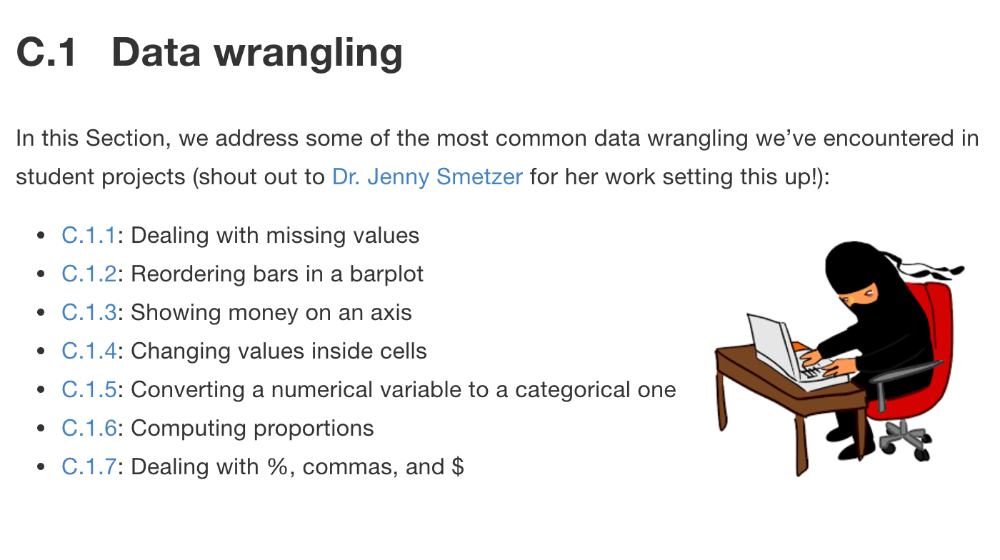 C.1 Data wrangling
In this Section, we address some of the most common data wrangling we’ve encountered in
student projects (shout out to Dr. Jenny Smetzer for her work setting this up!):
• C.1.1: Dealing with missing values
• C.1.2: Reordering bars in a barplot
• C.1.3: Showing money on an axis
• C.1.4: Changing values inside cells
• C.1.5: Converting a numerical variable to a categorical one
• C.1.6: Computing proportions
• C.1.7: Dealing with %, commas, and $